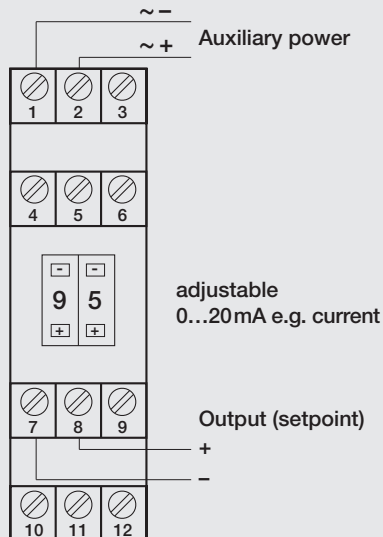 ~ –
Auxiliary power
~ +
1 2 3
4 5 6
- -
9 5
+ +
adjustable
0...20 mA e.g. current
7 8 9
Output (setpoint)
+
–
10 11 12